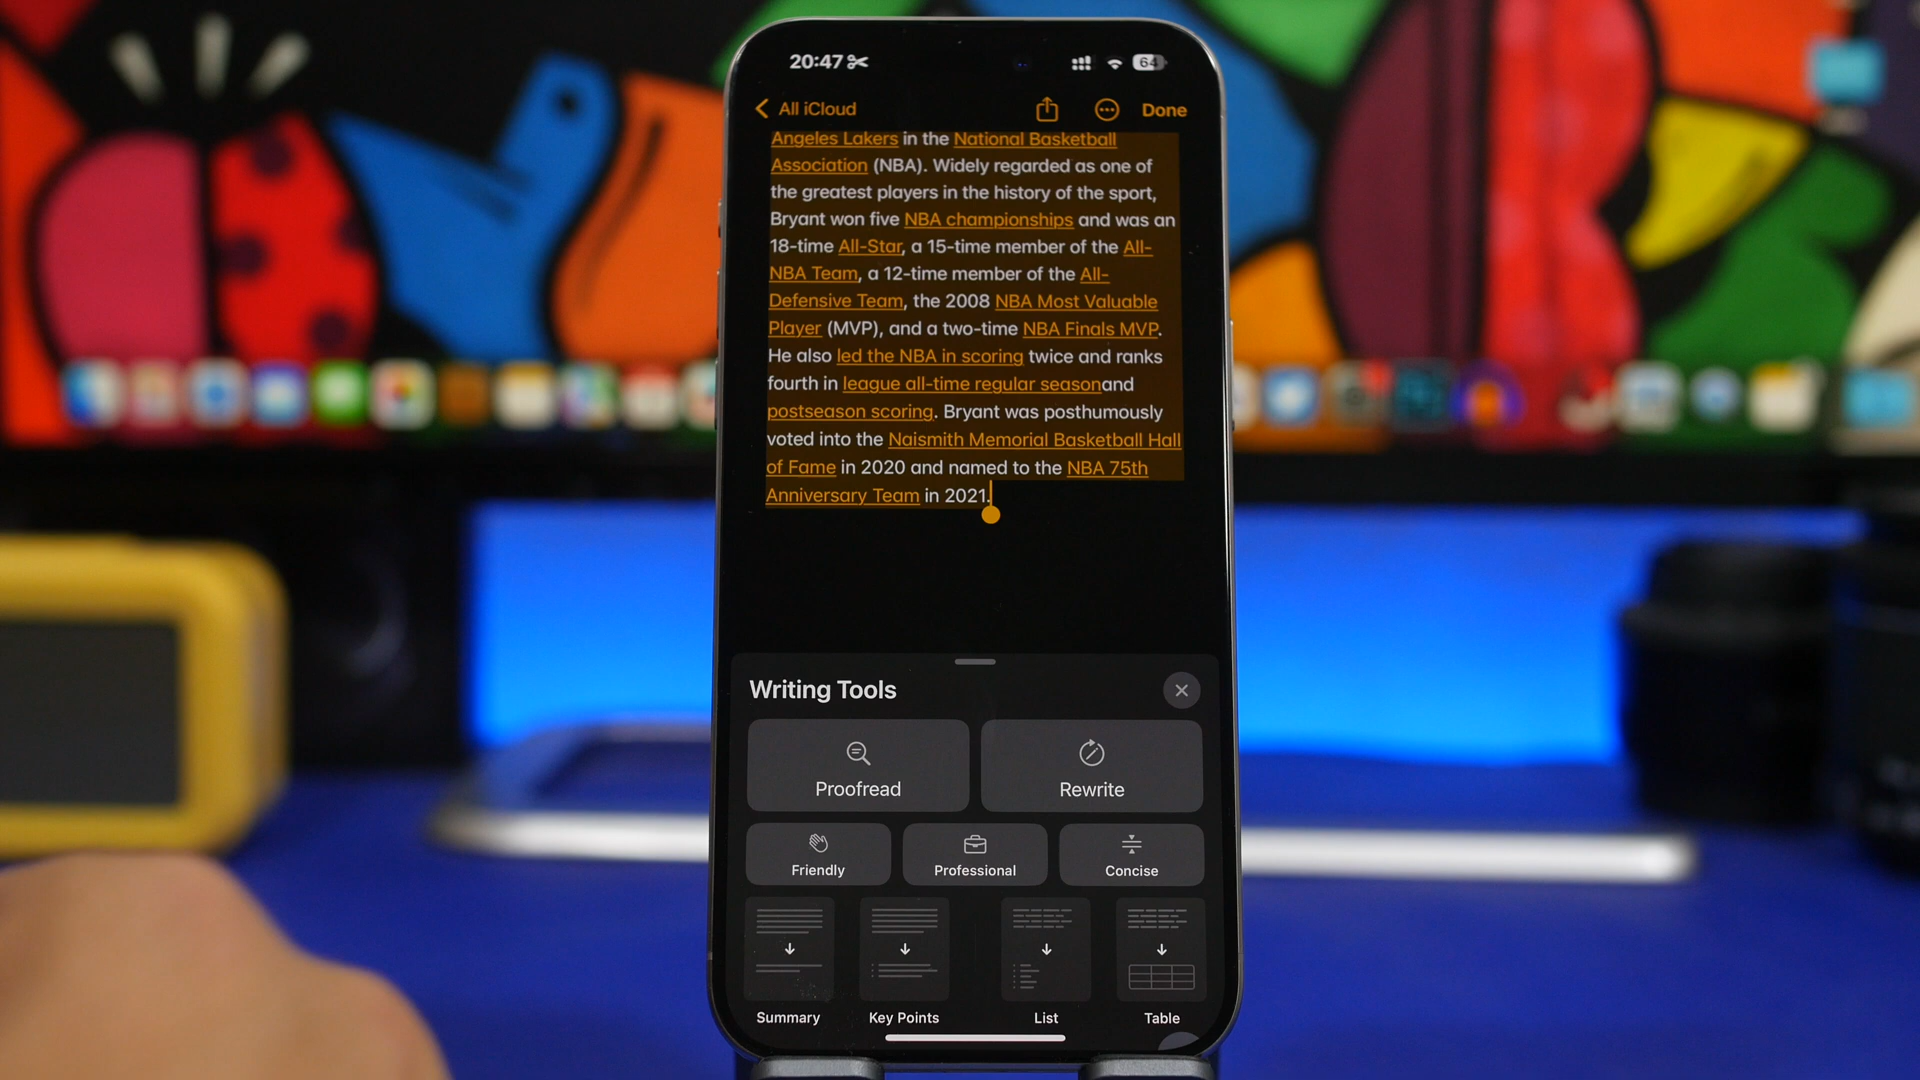 20:47
64
All iCloud
Done
Angeles Lakers in the National Basketball
Association (NBA). Widely regarded as one of
the greatest players in the history of the sport,
Bryant won five NBA championships and was an
18-time All-Star, a 15-time member of the All-
NBA Team, a 12-time member of the All-
Defensive Team, the 2008 NBA Most Valuable
Player (MVP), and a two-time NBA Finals MVP.
He also led the NBA in scoring twice and ranks
fourth in league all-time regular seasonand
postseason scoring. Bryant was posthumously
voted into the Naismith Memorial Basketball Hall
of Fame in 2020 and named to the NBA 75th
Anniversary Team in 2021.
Writing Tools
Proofread
Rewrite
Friendly
Professional
Concise
Summary
Key Points
List
Table